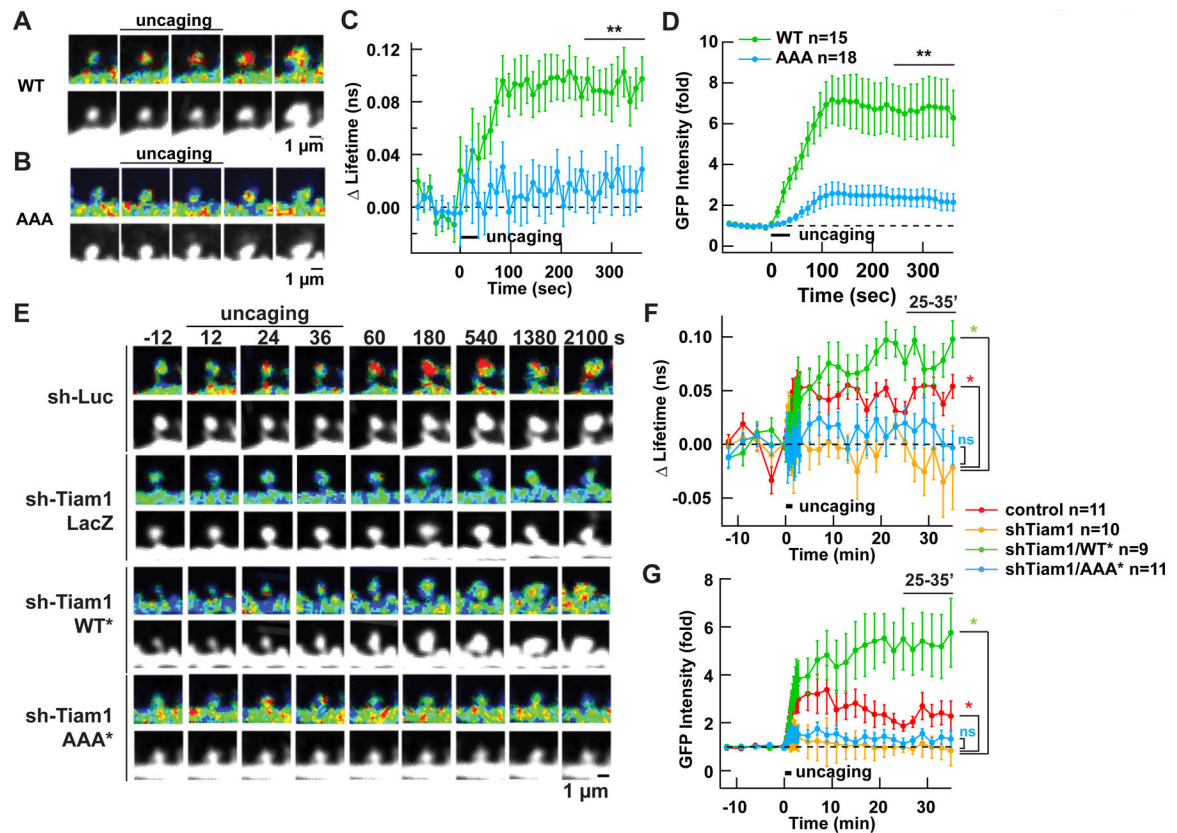 A
uncaging
WT
1 µm
B
uncaging
AAA
1 µm
C
Δ Lifetime (ns)
0.12
0.08
0.04
0.00
**
uncaging
0 100 200 300
Time (sec)
D
WT n=15
AAA n=18
GFP Intensity (fold)
10
8
6
4
2
0
**
uncaging
0 100 200 300
Time (sec)
E
uncaging
-12 12 24 36 60 180 540 1380 2100 s
sh-Luc
sh-Tiam1
LacZ
sh-Tiam1
WT*
sh-Tiam1
AAA*
1 µm
F
25-35'
Δ Lifetime (ns)
0.10
0.05
0.00
-0.05
*
*
ns
uncaging
-10 0 10 20 30
Time (min)
control n=11
shTiam1 n=10
shTiam1/WT* n=9
shTiam1/AAA* n=11
G
25-35'
GFP Intensity (fold)
8
6
4
2
0
*
*
ns
uncaging
-10 0 10 20 30
Time (min)